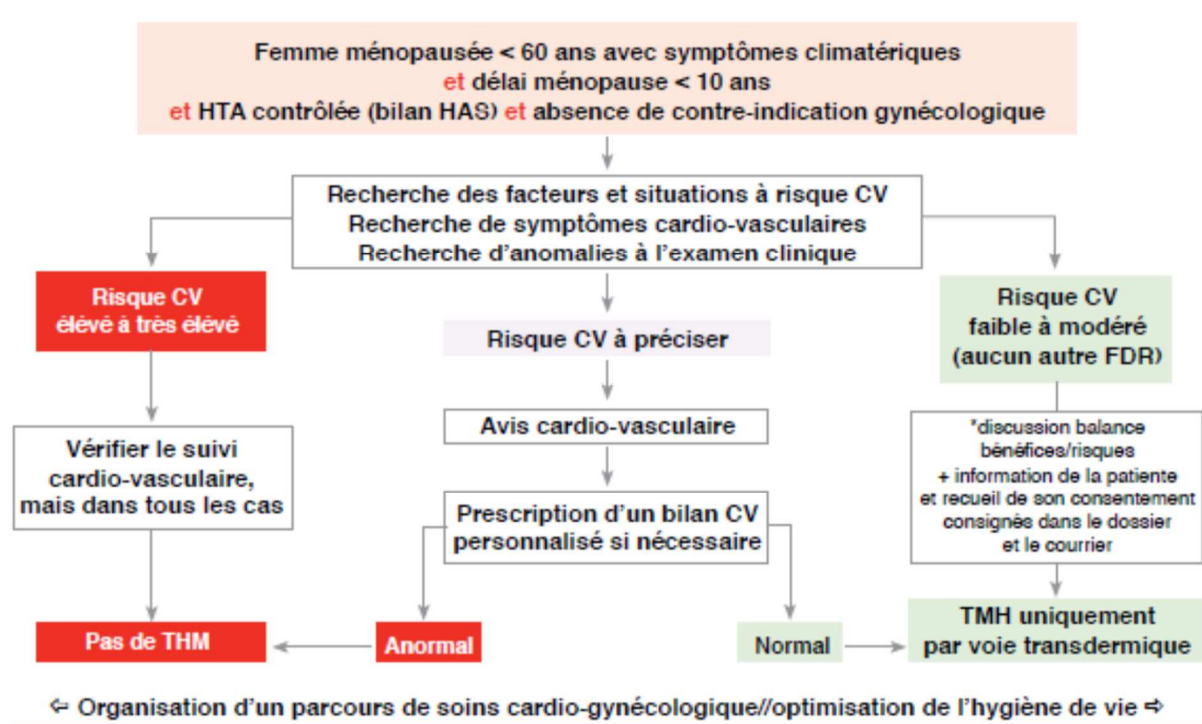 Femme ménopausée < 60 ans avec symptômes climatériques
et délai ménopause < 10 ans
et HTA contrôlée (bilan HAS) et absence de contre-indication gynécologique
Recherche des facteurs et situations à risque CV
Recherche de symptômes cardio-vasculaires
Recherche d'anomalies à l'examen clinique
Risque CV
élevé à très élevé
Risque CV à préciser
Risque CV
faible à modéré
(aucun autre FDR)
Vérifier le suivi
cardio-vasculaire,
mais dans tous les cas
Avis cardio-vasculaire
Prescription d'un bilan CV
personnalisé si nécessaire
*discussion balance
bénéfices/risques
+ information de la patiente
et recueil de son consentement
consignés dans le dossier
et le courrier
Pas de THM
Anormal
Normal
TMH uniquement
par voie transdermique
⇦ Organisation d'un parcours de soins cardio-gynécologique//optimisation de l'hygiène de vie ⇨